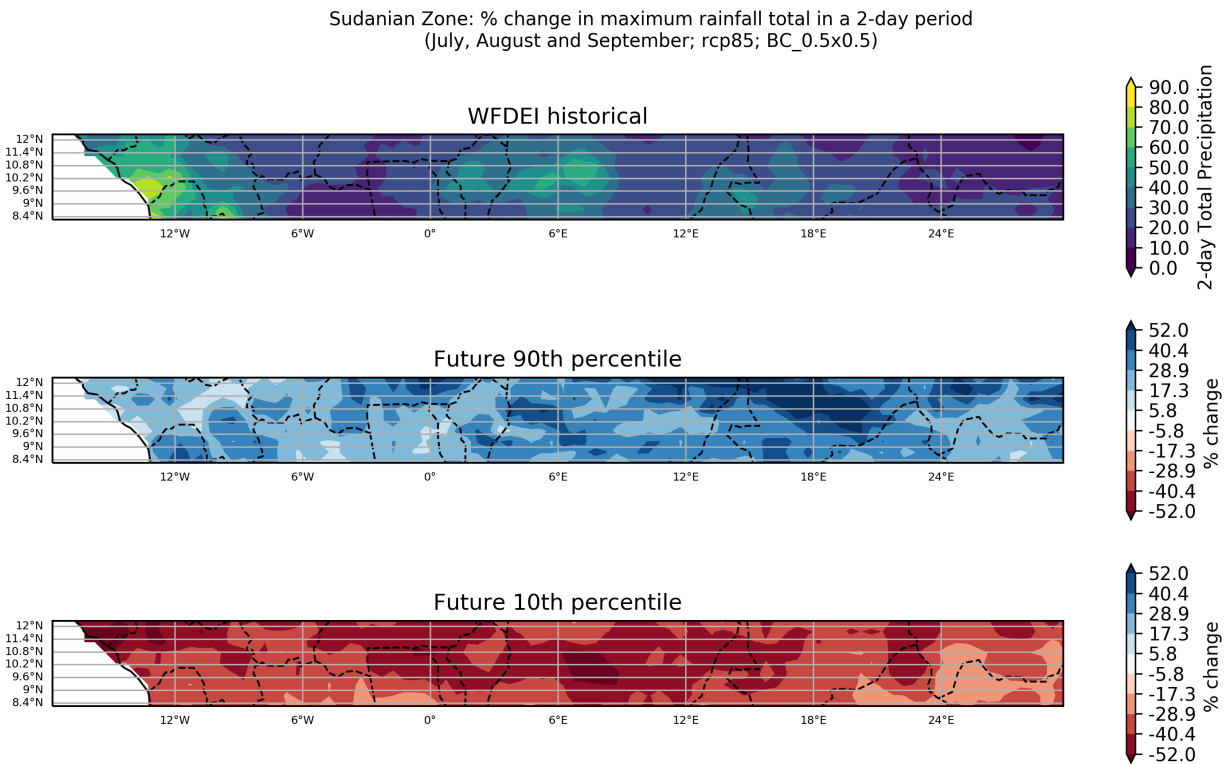 Sudanian Zone: % change in maximum rainfall total in a 2-day period
(July, August and September; rcp85; BC_0.5x0.5)
WFDEI historical
12°N
11.4°N
10.8°N
10.2°N
9.6°N
9°N
8.4°N
12°W 6°W 0° 6°E 12°E 18°E 24°E
90.0
80.0
70.0
60.0
50.0
40.0
30.0
20.0
10.0
0.0
2-day Total Precipitation
Future 90th percentile
12°N
11.4°N
10.8°N
10.2°N
9.6°N
9°N
8.4°N
12°W 6°W 0° 6°E 12°E 18°E 24°E
52.0
40.4
28.9
17.3
5.8
-5.8
-17.3
-28.9
-40.4
-52.0
% change
Future 10th percentile
12°N
11.4°N
10.8°N
10.2°N
9.6°N
9°N
8.4°N
12°W 6°W 0° 6°E 12°E 18°E 24°E
52.0
40.4
28.9
17.3
5.8
-5.8
-17.3
-28.9
-40.4
-52.0
% change